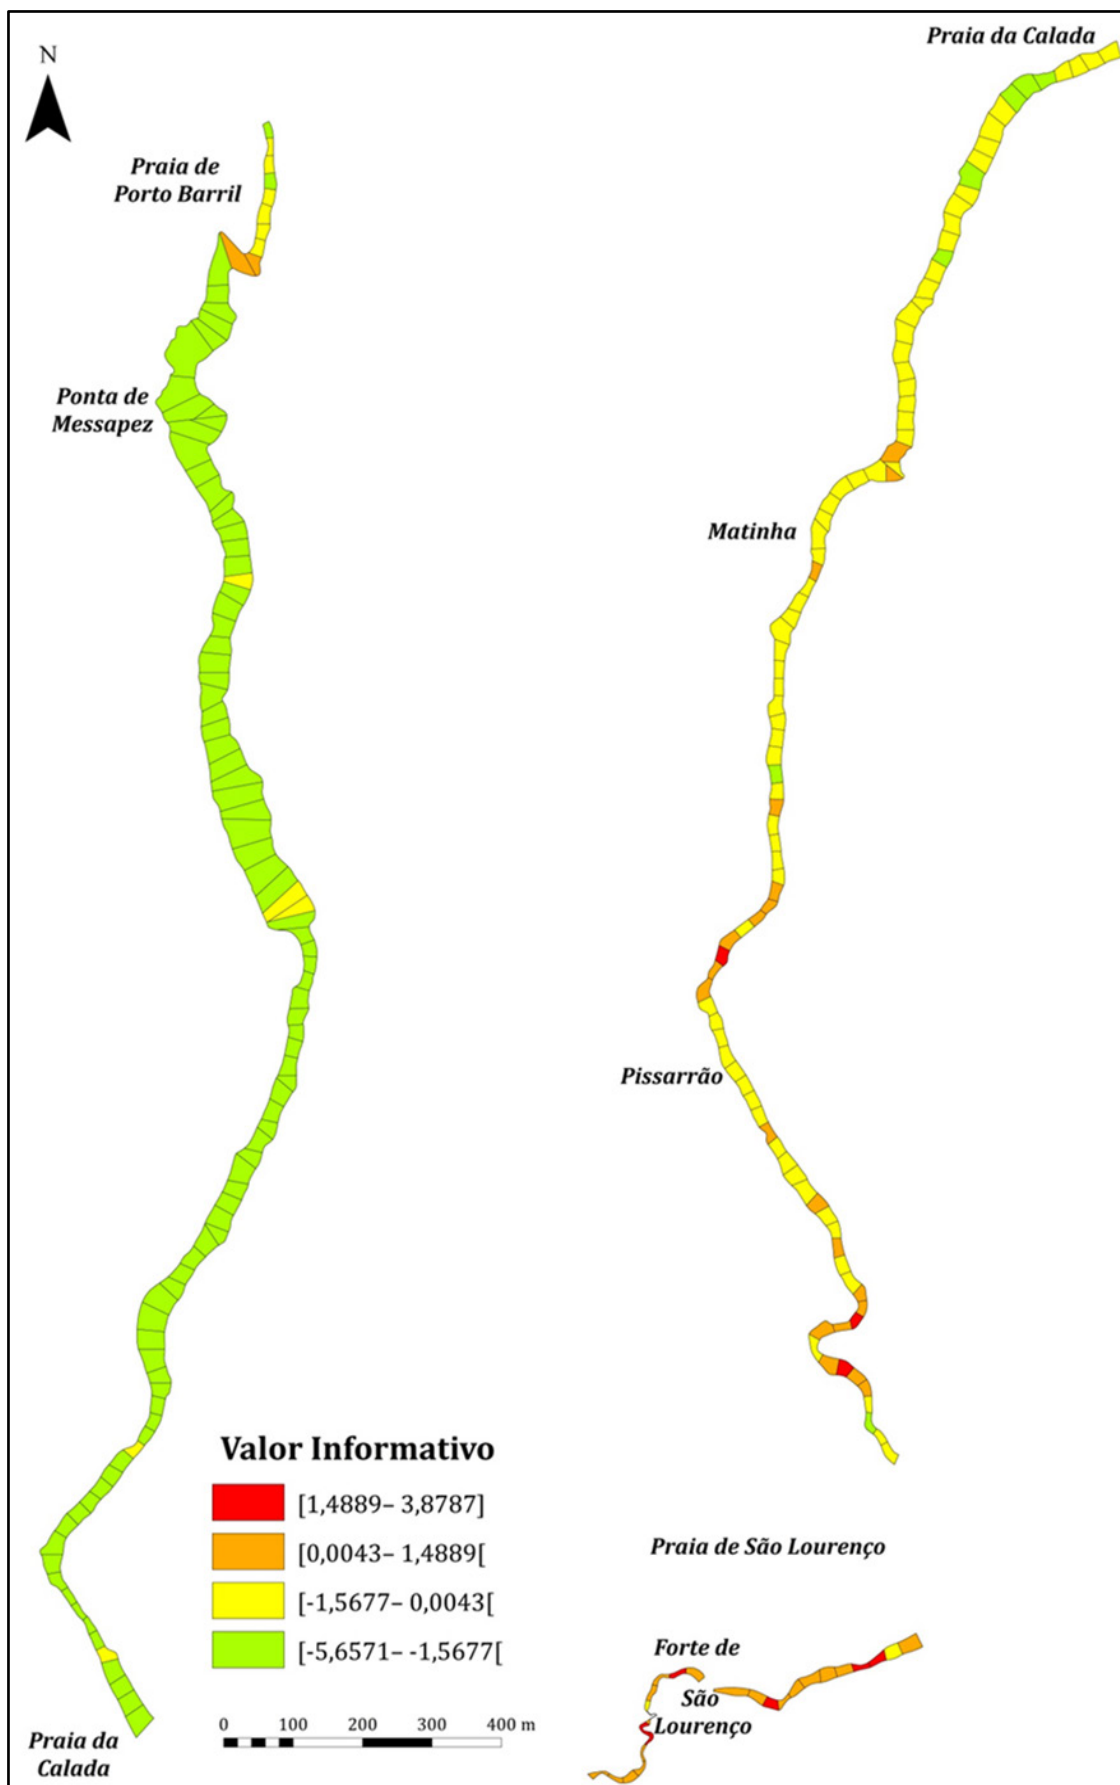 Praia da Calada
N
Praia de
Porto Barril
Ponta de
Messapez
Matinha
Pissarrão
Valor Informativo
[1,4889– 3,8787]
[0,0043– 1,4889[
[-1,5677– 0,0043[
[-5,6571– -1,5677[
Praia de São Lourenço
Forte de
São
Lourenço
0 100 200 300 400 m
Praia da
Calada